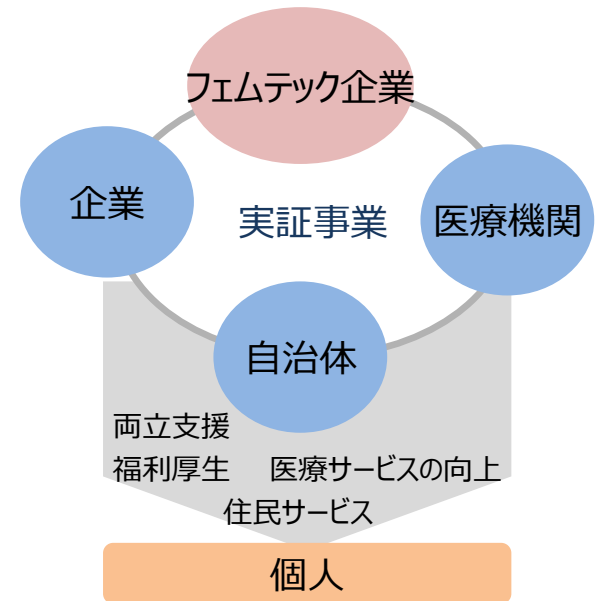 フェムテック企業
企業
実証事業
医療機関
自治体
両立支援
福利厚生
医療サービスの向上
住民サービス
個人